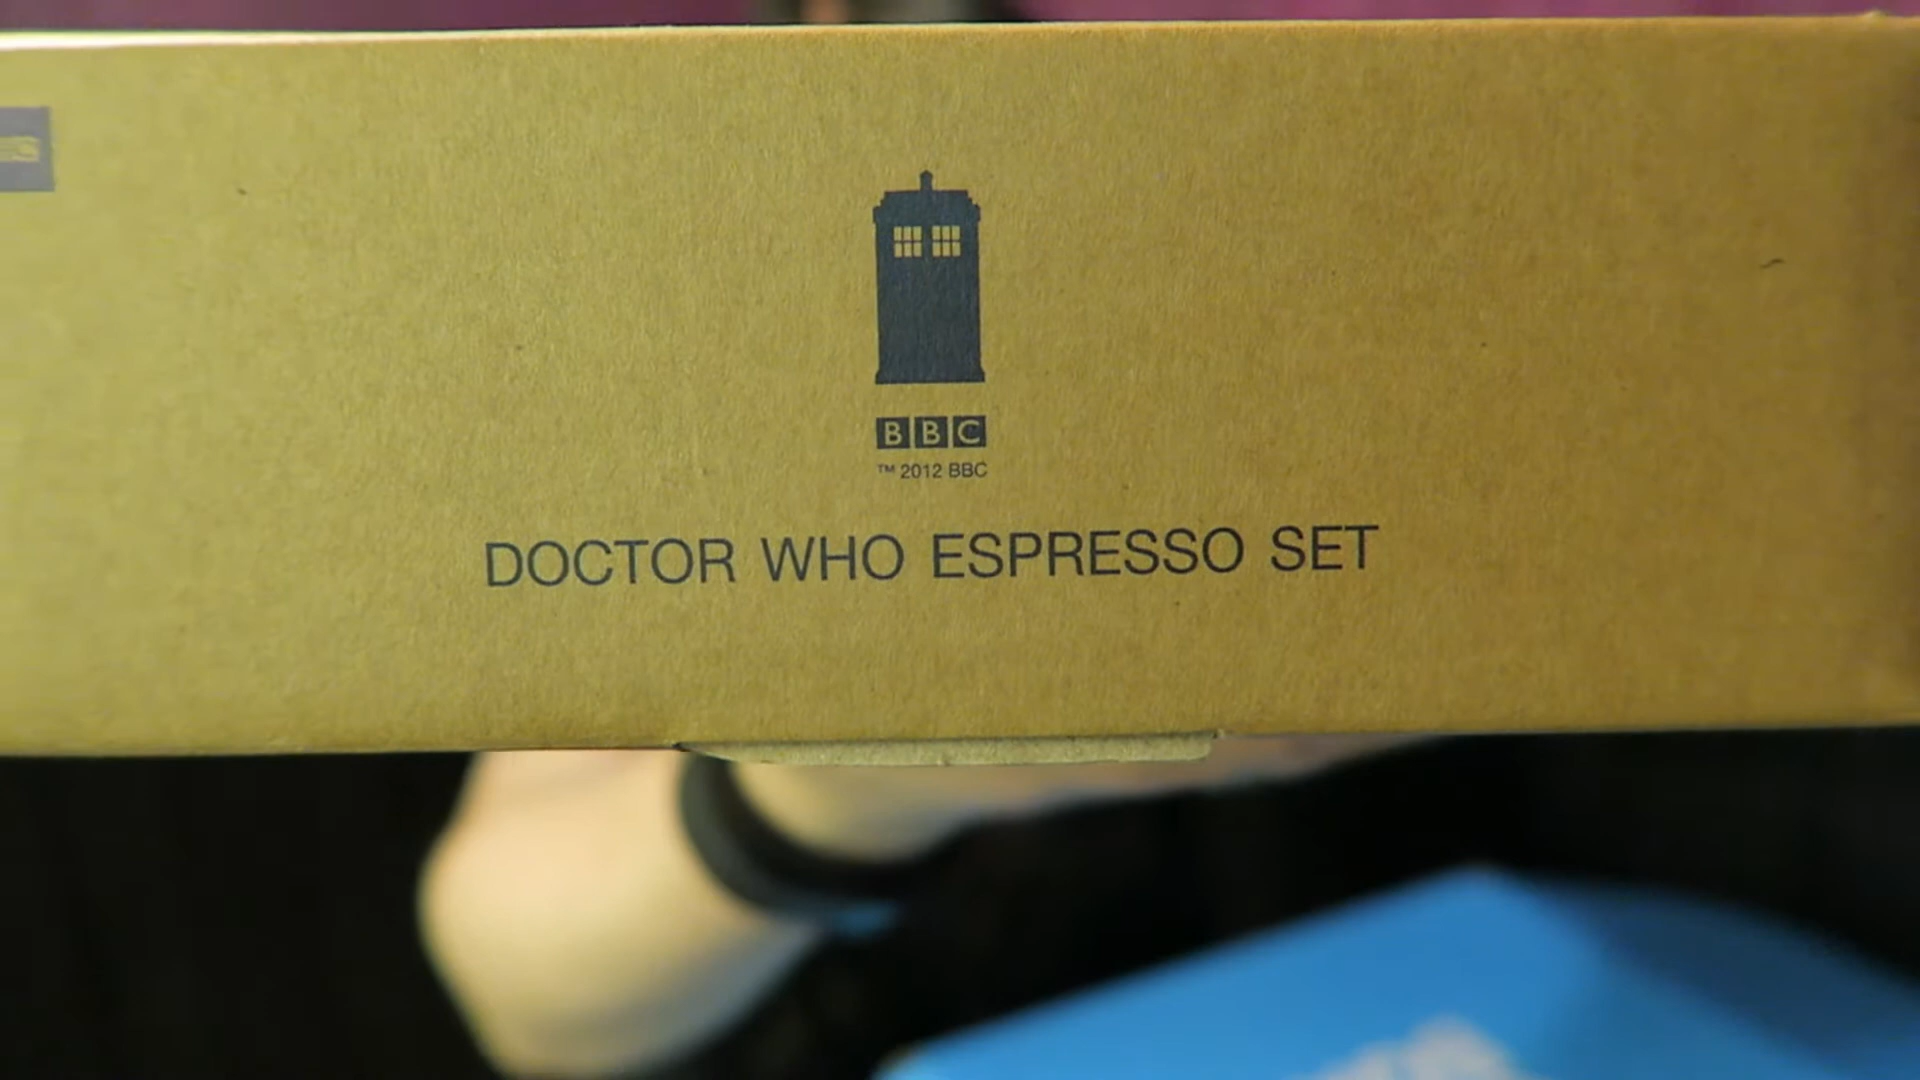 BBC
™ 2012 BBC
DOCTOR WHO ESPRESSO SET